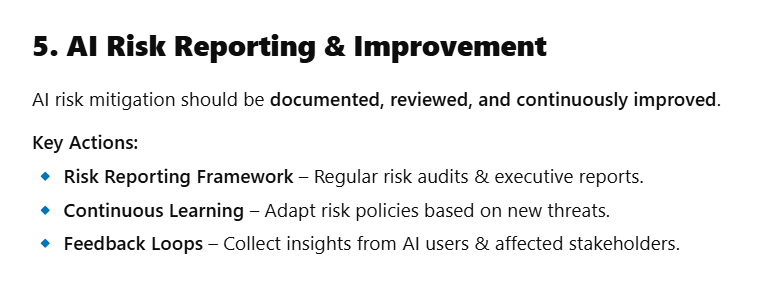 5. AI Risk Reporting & Improvement
AI risk mitigation should be documented, reviewed, and continuously improved.
Key Actions:
Risk Reporting Framework – Regular risk audits & executive reports.
Continuous Learning – Adapt risk policies based on new threats.
Feedback Loops – Collect insights from AI users & affected stakeholders.